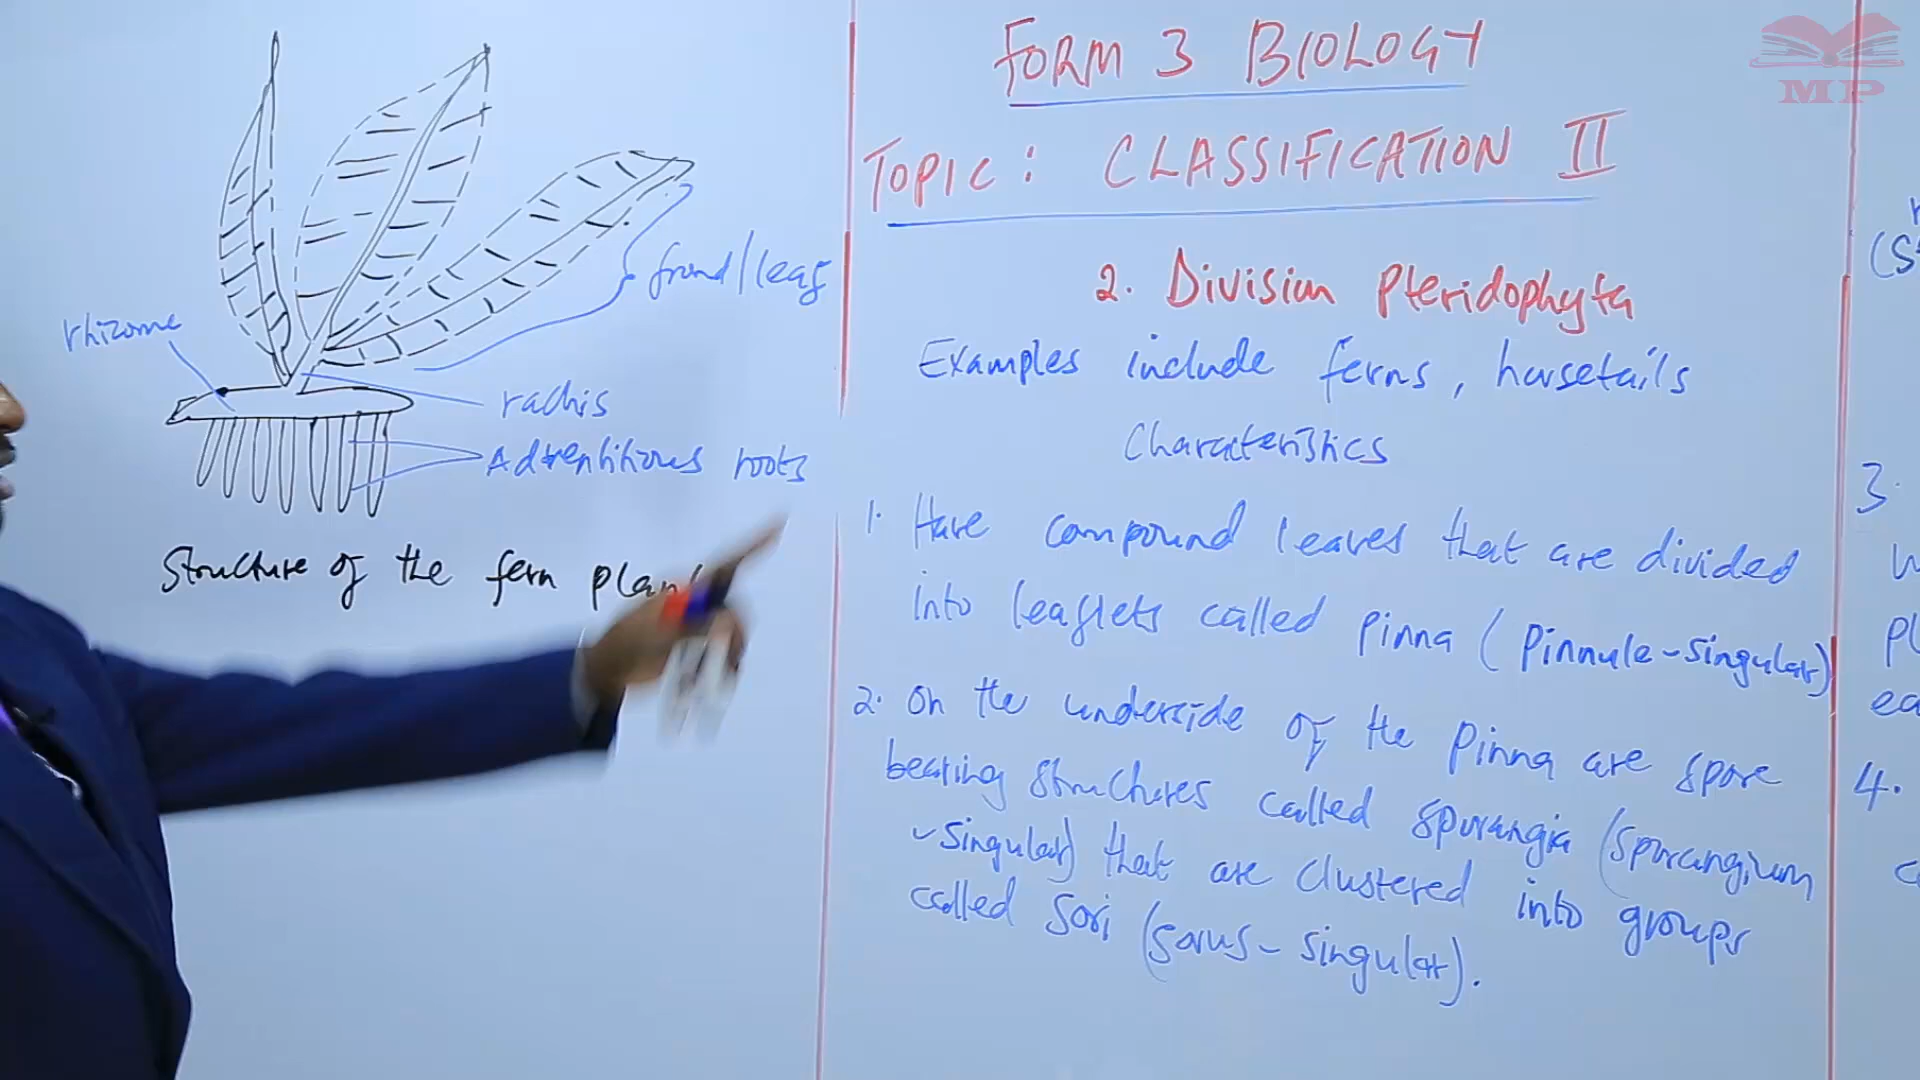 frond/leaf
rhizome
rachis
Adventitious roots
Structure of the fern plant
FORM 3 BIOLOGY
TOPIC: CLASSIFICATION II
2. Division Pteridophyta
Examples include ferns, horsetails
Characteristics
1. Have compound leaves that are divided
into leaflets called pinna (pinnule-singular)
2. On the underside of the pinna are spore
bearing structures called sporangia (sporangium
-singular) that are clustered into groups
called sori (sorus-singular).
3.
4.
MP